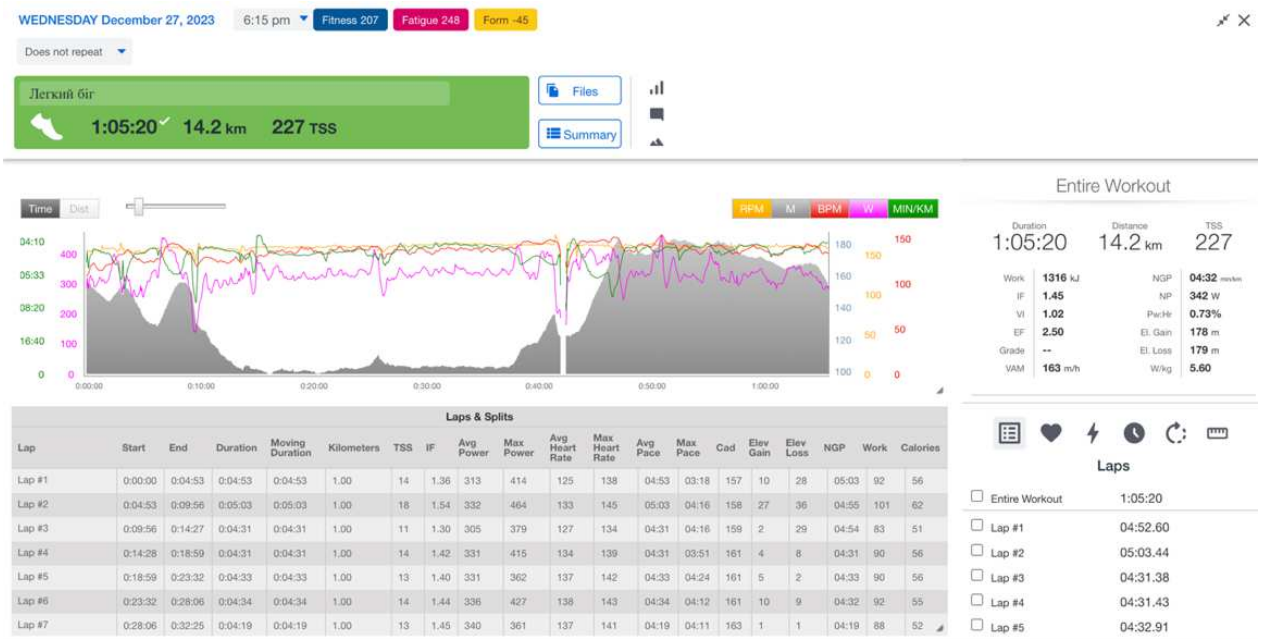 WEDNESDAY December 27, 2023 6:15 pm Fitness 207 Fatigue 248 Form -45
Does not repeat
Легкий біг
1:05:20 14.2 km 227 TSS
Files
Summary
Time Dist
RPM M BPM W MIN/KM
04:10 400 180 150 150
05:33 300 160 100 100
08:20 200 140 50 50
16:40 100 120
0 0 100 0 0
0:00:00 0:10:00 0:20:00 0:30:00 0:40:00 0:50:00 1:00:00
Entire Workout
Duration Distance TSS
1:05:20 14.2 km 227
Work 1316 kJ NGP 04:32 min/km
IF 1.45 NP 342 W
VI 1.02 Pw:Hr 0.73%
EF 2.50 El. Gain 178 m
Grade -- El. Loss 179 m
VAM 163 m/h W/kg 5.60
Laps & Splits
Lap Start End Duration Moving Duration Kilometers TSS IF Avg Power Max Power Avg Heart Rate Max Heart Rate Avg Pace Max Pace Cad Elev Gain Elev Loss NGP Work Calories
Lap #1 0:00:00 0:04:53 0:04:53 0:04:53 1.00 14 1.36 313 414 125 138 04:53 03:18 157 10 28 05:03 92 56
Lap #2 0:04:53 0:09:56 0:05:03 0:05:03 1.00 18 1.54 332 464 133 145 05:03 04:16 158 27 36 04:55 101 62
Lap #3 0:09:56 0:14:27 0:04:31 0:04:31 1.00 11 1.30 305 379 127 134 04:31 04:16 159 2 29 04:54 83 51
Lap #4 0:14:28 0:18:59 0:04:31 0:04:31 1.00 14 1.42 331 415 134 139 04:31 03:51 161 4 8 04:31 90 56
Lap #5 0:18:59 0:23:32 0:04:33 0:04:33 1.00 13 1.40 331 362 137 142 04:33 04:24 161 5 2 04:33 90 56
Lap #6 0:23:32 0:28:06 0:04:34 0:04:34 1.00 14 1.44 336 427 138 143 04:34 04:12 161 10 9 04:32 92 55
Lap #7 0:28:06 0:32:25 0:04:19 0:04:19 1.00 13 1.45 340 361 137 141 04:19 04:11 163 1 1 04:19 88 52
Laps
Entire Workout 1:05:20
Lap #1 04:52.60
Lap #2 05:03.44
Lap #3 04:31.38
Lap #4 04:31.43
Lap #5 04:32.91